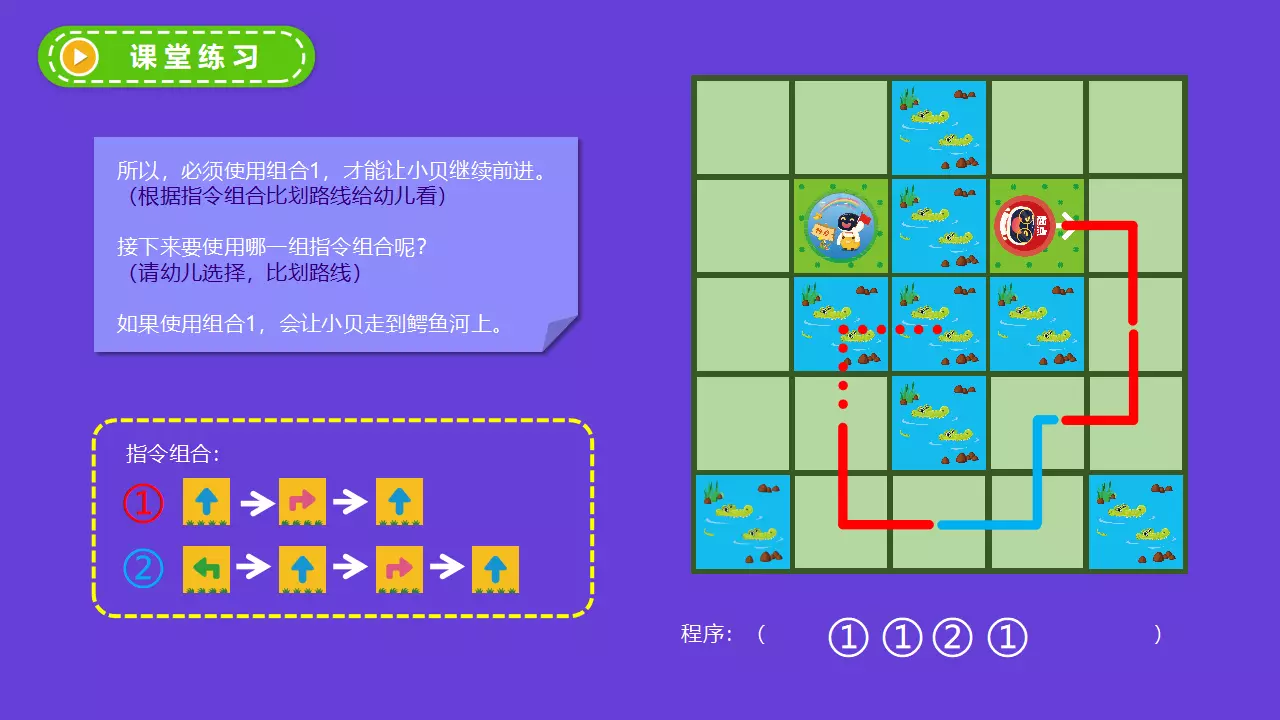 课堂练习
所以，必须使用组合1，才能让小贝继续前进。
（根据指令组合比划路线给幼儿看）
接下来要使用哪一组指令组合呢？
（请幼儿选择，比划路线）
如果使用组合1，会让小贝走到鳄鱼河上。
指令组合：
①
②
终点
起点
程序：（ ① ① ② ① ）